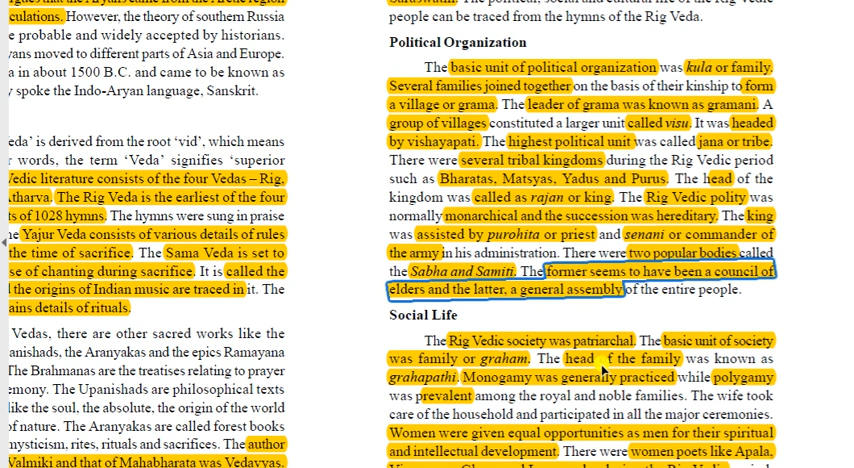 culations. However, the theory of southern Russia
e probable and widely accepted by historians.
yans moved to different parts of Asia and Europe.
a in about 1500 B.C. and came to be known as
y spoke the Indo-Aryan language, Sanskrit.
eda’ is derived from the root ‘vid’, which means
r words, the term ‘Veda’ signifies ‘superior
Vedic literature consists of the four Vedas – Rig,
Atharva. The Rig Veda is the earliest of the four
ts of 1028 hymns. The hymns were sung in praise
he Yajur Veda consists of various details of rules
the time of sacrifice. The Sama Veda is set to
se of chanting during sacrifice. It is called the
d the origins of Indian music are traced in it. The
ains details of rituals.
Vedas, there are other sacred works like the
anishads, the Aranyakas and the epics Ramayana
The Brahmanas are the treatises relating to prayer
emony. The Upanishads are philosophical texts
like the soul, the absolute, the origin of the world
of nature. The Aranyakas are called forest books
mysticism, rites, rituals and sacrifices. The author
Valmiki and that of Mahabharata was Vedavyas.
people can be traced from the hymns of the Rig Veda.
Political Organization
The basic unit of political organization was kula or family.
Several families joined together on the basis of their kinship to form
a village or grama. The leader of grama was known as gramani. A
group of villages constituted a larger unit called visu. It was headed
by vishayapati. The highest political unit was called jana or tribe.
There were several tribal kingdoms during the Rig Vedic period
such as Bharatas, Matsyas, Yadus and Purus. The head of the
kingdom was called as rajan or king. The Rig Vedic polity was
normally monarchical and the succession was hereditary. The king
was assisted by purohita or priest and senani or commander of
the army in his administration. There were two popular bodies called
the Sabha and Samiti. The former seems to have been a council of
elders and the latter, a general assembly of the entire people.
Social Life
The Rig Vedic society was patriarchal. The basic unit of society
was family or graham. The head of the family was known as
grahapathi. Monogamy was generally practiced while polygamy
was prevalent among the royal and noble families. The wife took
care of the household and participated in all the major ceremonies.
Women were given equal opportunities as men for their spiritual
and intellectual development. There were women poets like Apala,